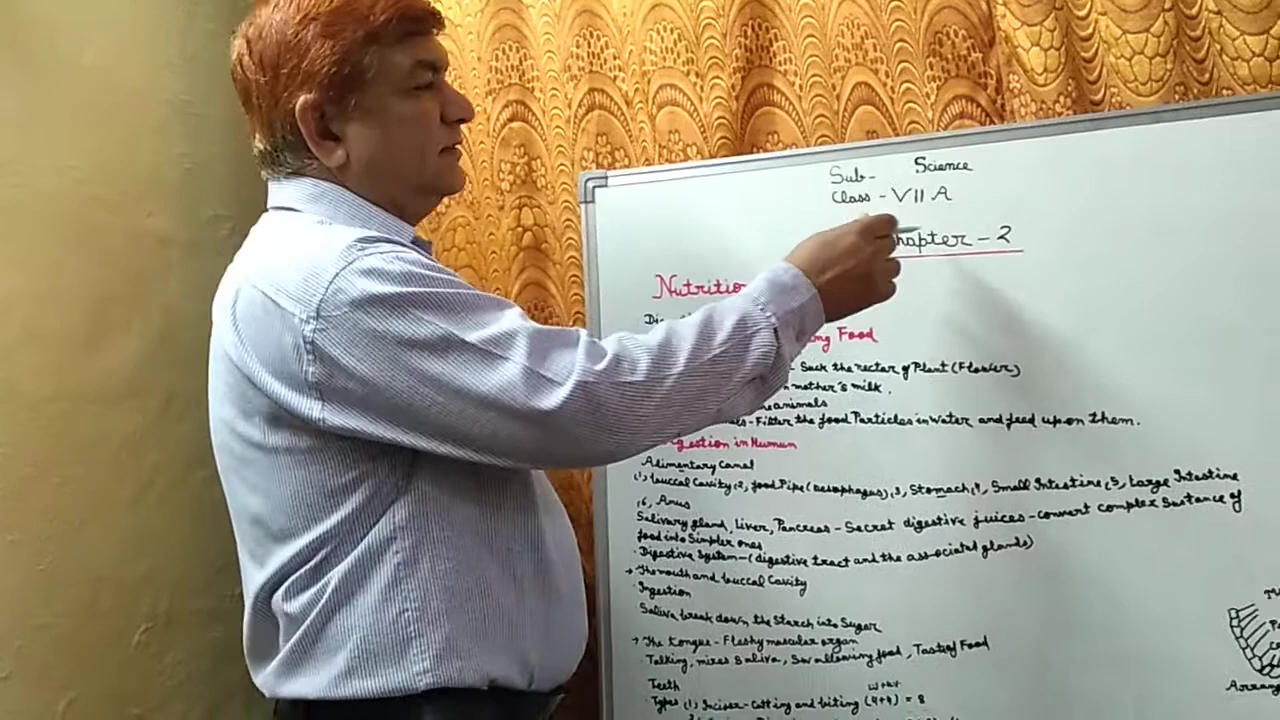 Sub- Science
Class - VII A
hapter - 2
Nutritio
Di
ong Food
- Suck the nectar of Plant (Flower)
n mother's milk.
animals
ls - Filter the food Particles in Water and feed upon them.
gestion in Human
Alimentary Canal
(1, buccal Cavity (2, food Pipe (oesophagus) (3, Stomach (4, Small Intestine (5, Large Intestine
(6, Anus
Salivary gland, Liver, Pancreas - Secret digestive juices - convert complex Sustance of
food into Simpler ones
· Digestive System - (digestive tract and the associated glands)
→ The mouth and buccal Cavity
· Ingestion
Saliva break down the Starch into Sugar
→ The tongue - Fleshy muscular organ
· Talking, mixes Saliva, Swallowing food, Taste of Food
Teeth
· Types (1) Incisor - Cutting and biting (4+4) = 8
Arrang